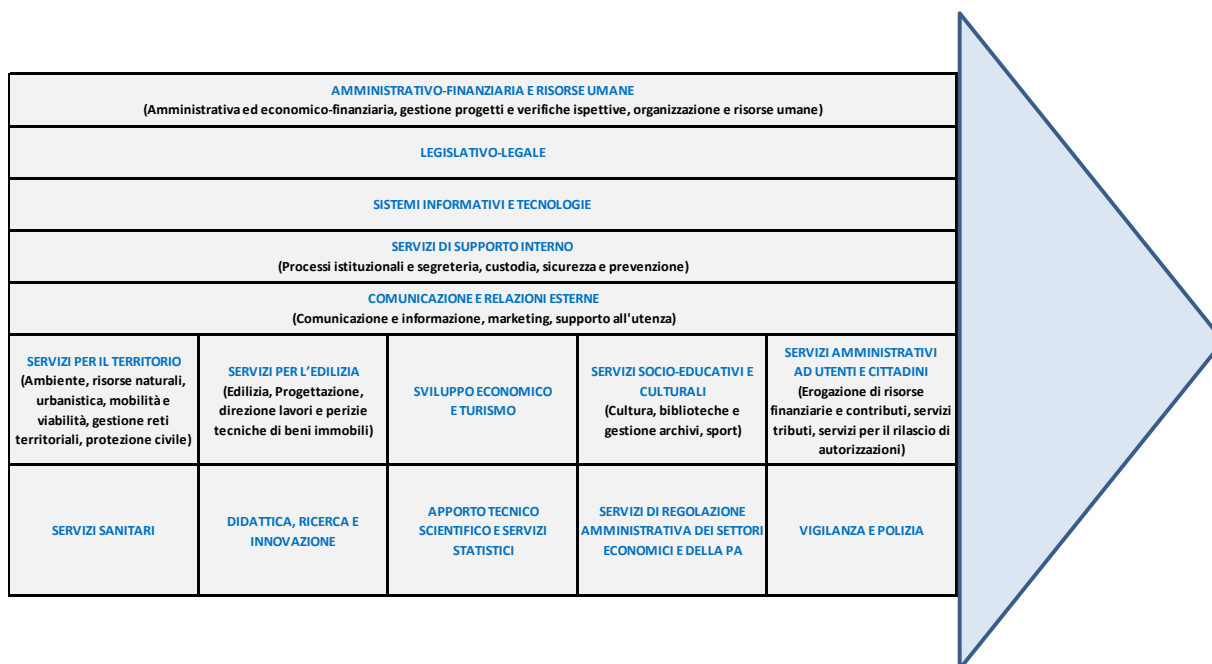 AMMINISTRATIVO-FINANZIARIA E RISORSE UMANE
(Amministrativa ed economico-finanziaria, gestione progetti e verifiche ispettive, organizzazione e risorse umane)
LEGISLATIVO-LEGALE
SISTEMI INFORMATIVI E TECNOLOGIE
SERVIZI DI SUPPORTO INTERNO
(Processi istituzionali e segreteria, custodia, sicurezza e prevenzione)
COMUNICAZIONE E RELAZIONI ESTERNE
(Comunicazione e informazione, marketing, supporto all'utenza)
SERVIZI PER IL TERRITORIO
(Ambiente, risorse naturali,
urbanistica, mobilità e
viabilità, gestione reti
territoriali, protezione civile)
SERVIZI PER L’EDILIZIA
(Edilizia, Progettazione,
direzione lavori e perizie
tecniche di beni immobili)
SVILUPPO ECONOMICO
E TURISMO
SERVIZI SOCIO-EDUCATIVI E
CULTURALI
(Cultura, biblioteche e
gestione archivi, sport)
SERVIZI AMMINISTRATIVI
AD UTENTI E CITTADINI
(Erogazione di risorse
finanziarie e contributi, servizi
tributi, servizi per il rilascio di
autorizzazioni)
SERVIZI SANITARI
DIDATTICA, RICERCA E
INNOVAZIONE
APPORTO TECNICO
SCIENTIFICO E SERVIZI
STATISTICI
SERVIZI DI REGOLAZIONE
AMMINISTRATIVA DEI SETTORI
ECONOMICI E DELLA PA
VIGILANZA E POLIZIA